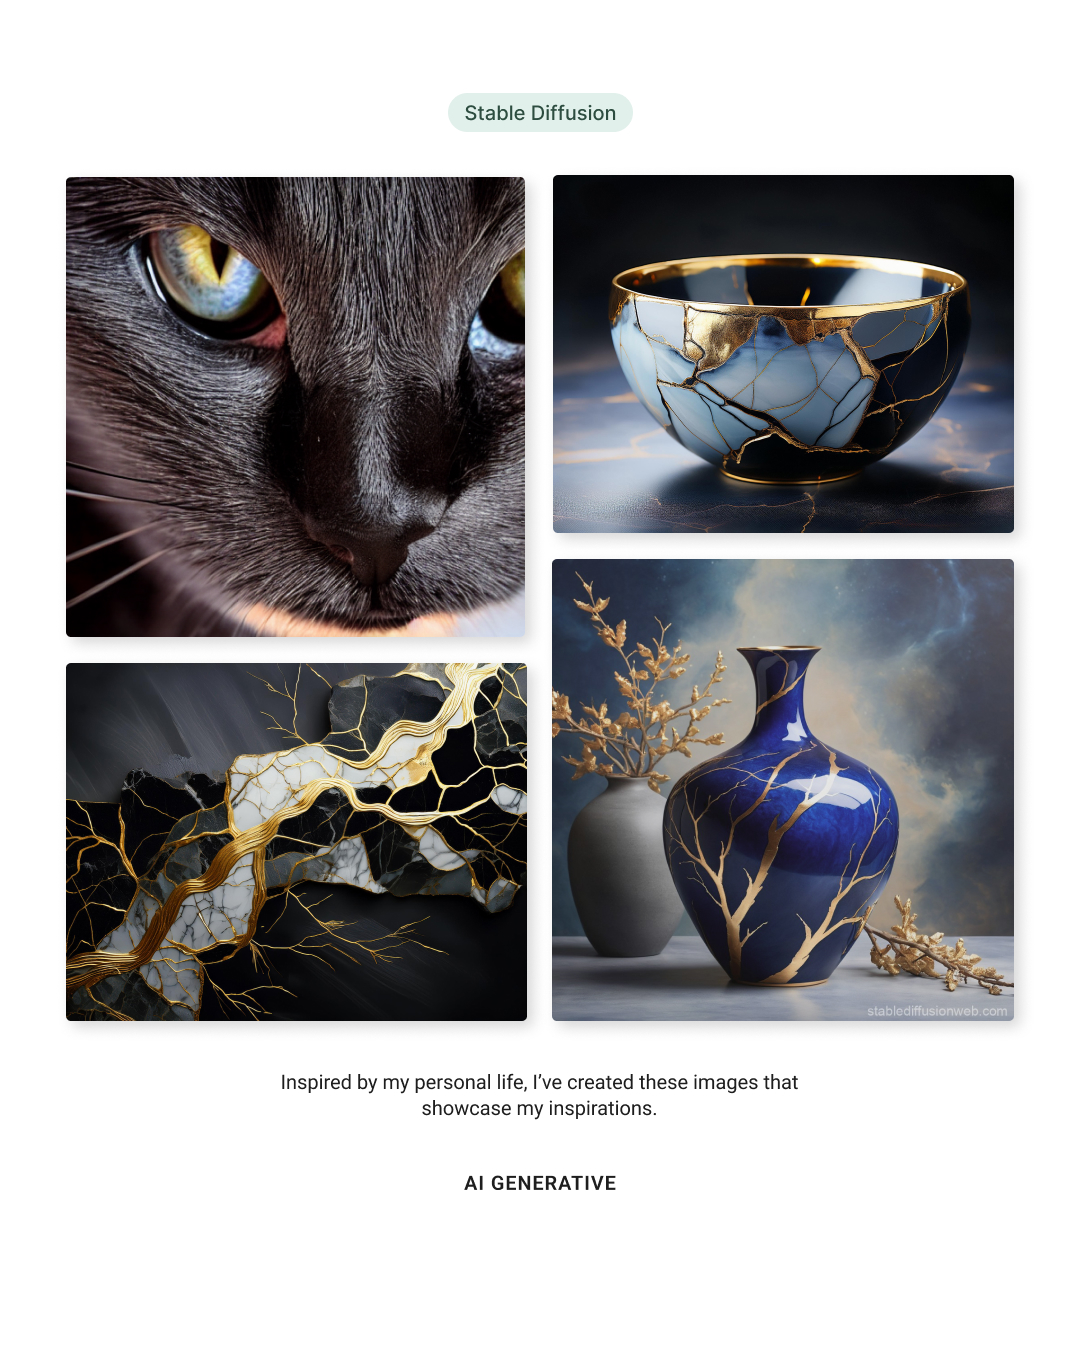 Stable Diffusion
stablediffusionweb.com
Inspired by my personal life, I’ve created these images that
showcase my inspirations.
AI GENERATIVE